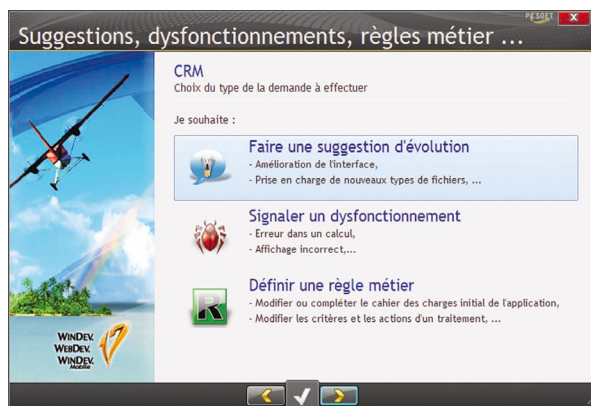 PC SOFT
X
Suggestions, dysfonctionnements, règles métier ...
CRM
Choix du type de la demande à effectuer
Je souhaite :
Faire une suggestion d'évolution
- Amélioration de l'interface,
- Prise en charge de nouveaux types de fichiers, ...
Signaler un dysfonctionnement
- Erreur dans un calcul,
- Affichage incorrect,...
Définir une règle métier
- Modifier ou compléter le cahier des charges initial de l'application,
- Modifier les critères et les actions d'un traitement, ...
R
WINDEV.
WEBDEV.
WINDEV.
Mobile
17